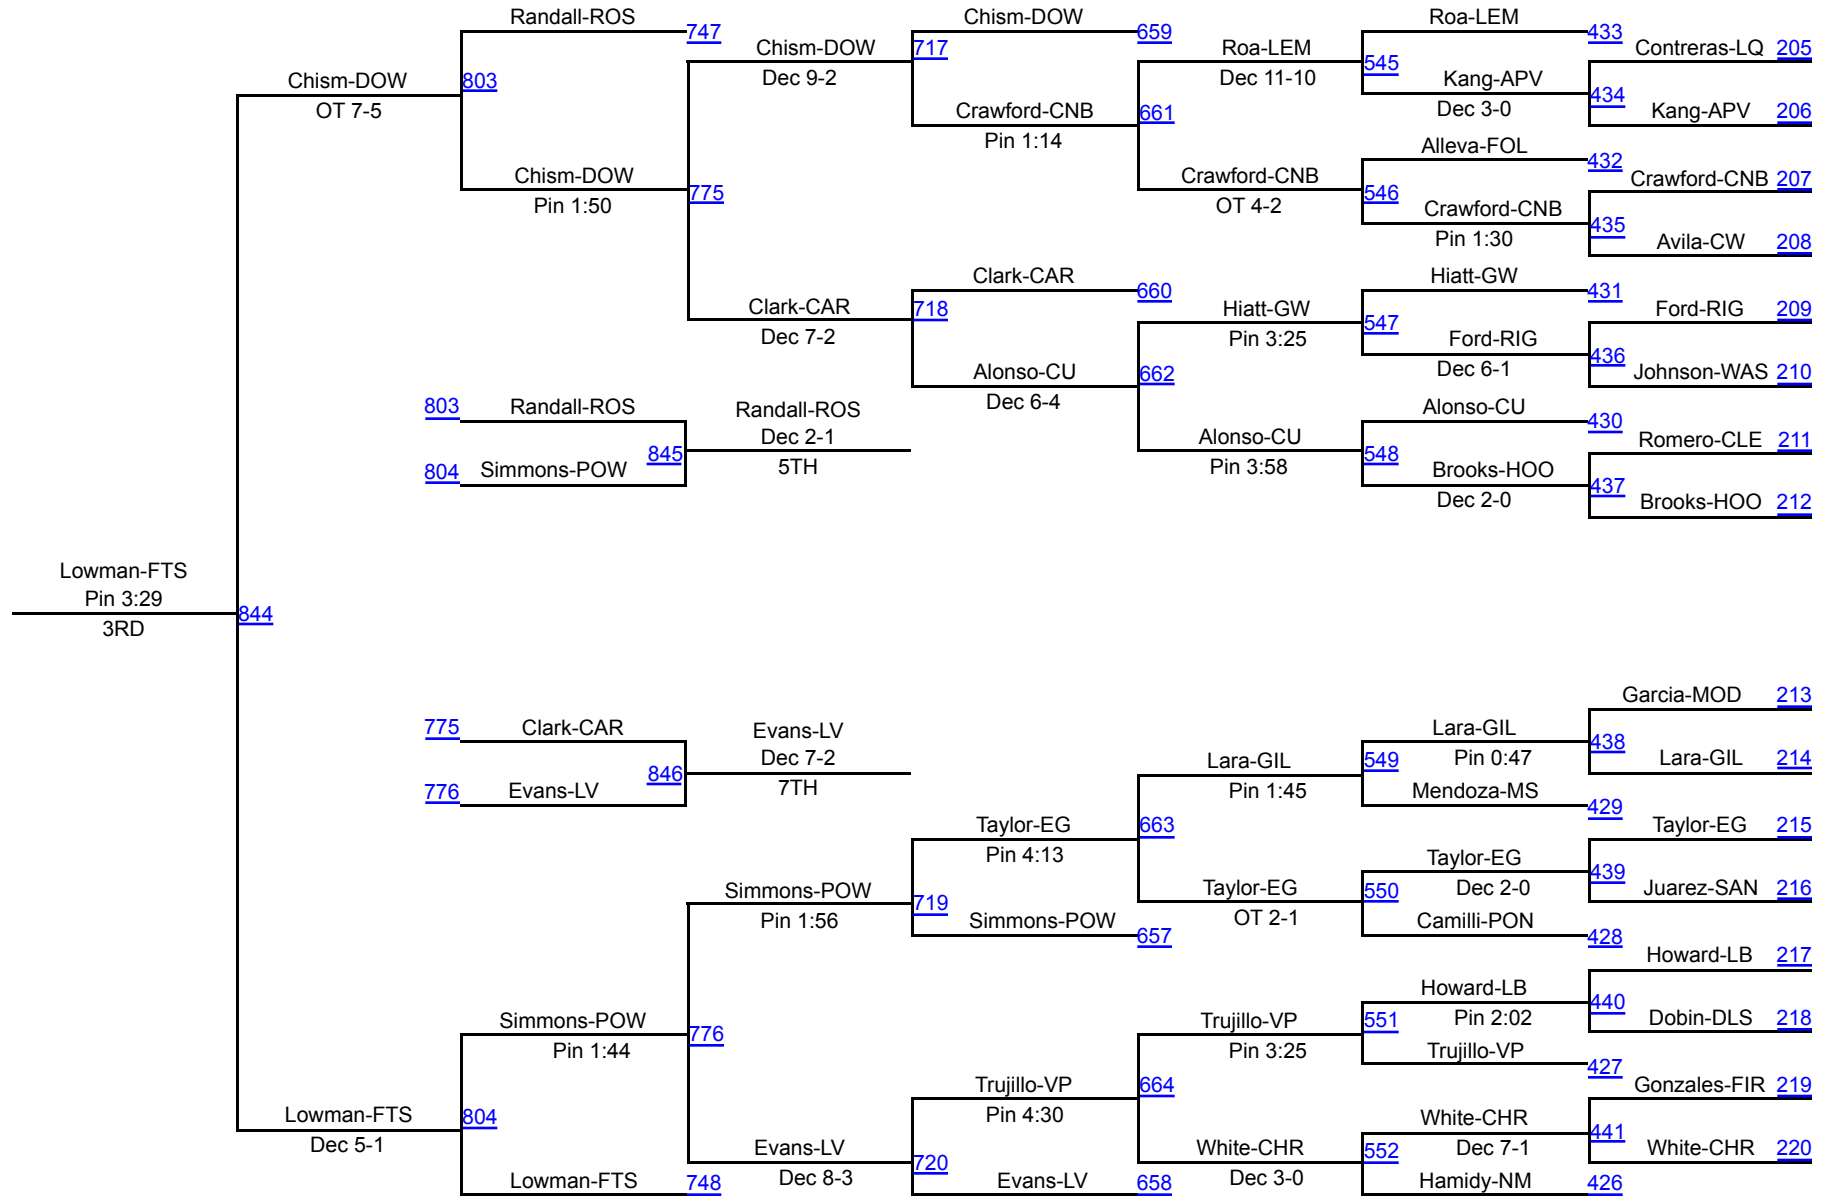 Randall-ROS
747
Chism-DOW
659
Roa-LEM
433
Chism-DOW
Dec 9-2
717
Roa-LEM
Dec 11-10
545
Contreras-LQ 205
Chism-DOW
OT 7-5
803
Kang-APV
Dec 3-0
434
Crawford-CNB
Pin 1:14
661
Kang-APV 206
Alleva-FOL
432
Chism-DOW
Pin 1:50
775
Crawford-CNB
OT 4-2
546
Crawford-CNB 207
Crawford-CNB
Pin 1:30
435
Avila-CW 208
Clark-CAR
660
Hiatt-GW
431
Clark-CAR
Dec 7-2
718
Hiatt-GW
Pin 3:25
547
Ford-RIG 209
Ford-RIG
Dec 6-1
436
Alonso-CU
Dec 6-4
662
Johnson-WAS 210
803 Randall-ROS
Randall-ROS
Dec 2-1
5TH
845
804 Simmons-POW
Alonso-CU
430
Alonso-CU
Pin 3:58
548
Romero-CLE 211
Brooks-HOO
Dec 2-0
437
Brooks-HOO 212
Lowman-FTS
Pin 3:29
3RD
844
Garcia-MOD 213
775 Clark-CAR
Evans-LV
Dec 7-2
7TH
846
776 Evans-LV
Lara-GIL
Pin 0:47
438
Lara-GIL
Pin 1:45
549
Lara-GIL 214
Mendoza-MS
429
Taylor-EG
Pin 4:13
663
Taylor-EG 215
Taylor-EG
Dec 2-0
439
Simmons-POW
Pin 1:56
719
Taylor-EG
OT 2-1
550
Juarez-SAN 216
Simmons-POW
657
Camilli-PON
428
Howard-LB 217
Howard-LB
Pin 2:02
440
Simmons-POW
Pin 1:44
776
Trujillo-VP
Pin 3:25
551
Dobin-DLS 218
Trujillo-VP
427
Trujillo-VP
Pin 4:30
664
Gonzales-FIR 219
Lowman-FTS
Dec 5-1
804
White-CHR
Dec 7-1
441
Evans-LV
Dec 8-3
720
White-CHR
Dec 3-0
552
White-CHR 220
Lowman-FTS
748
Evans-LV
658
Hamidy-NM
426